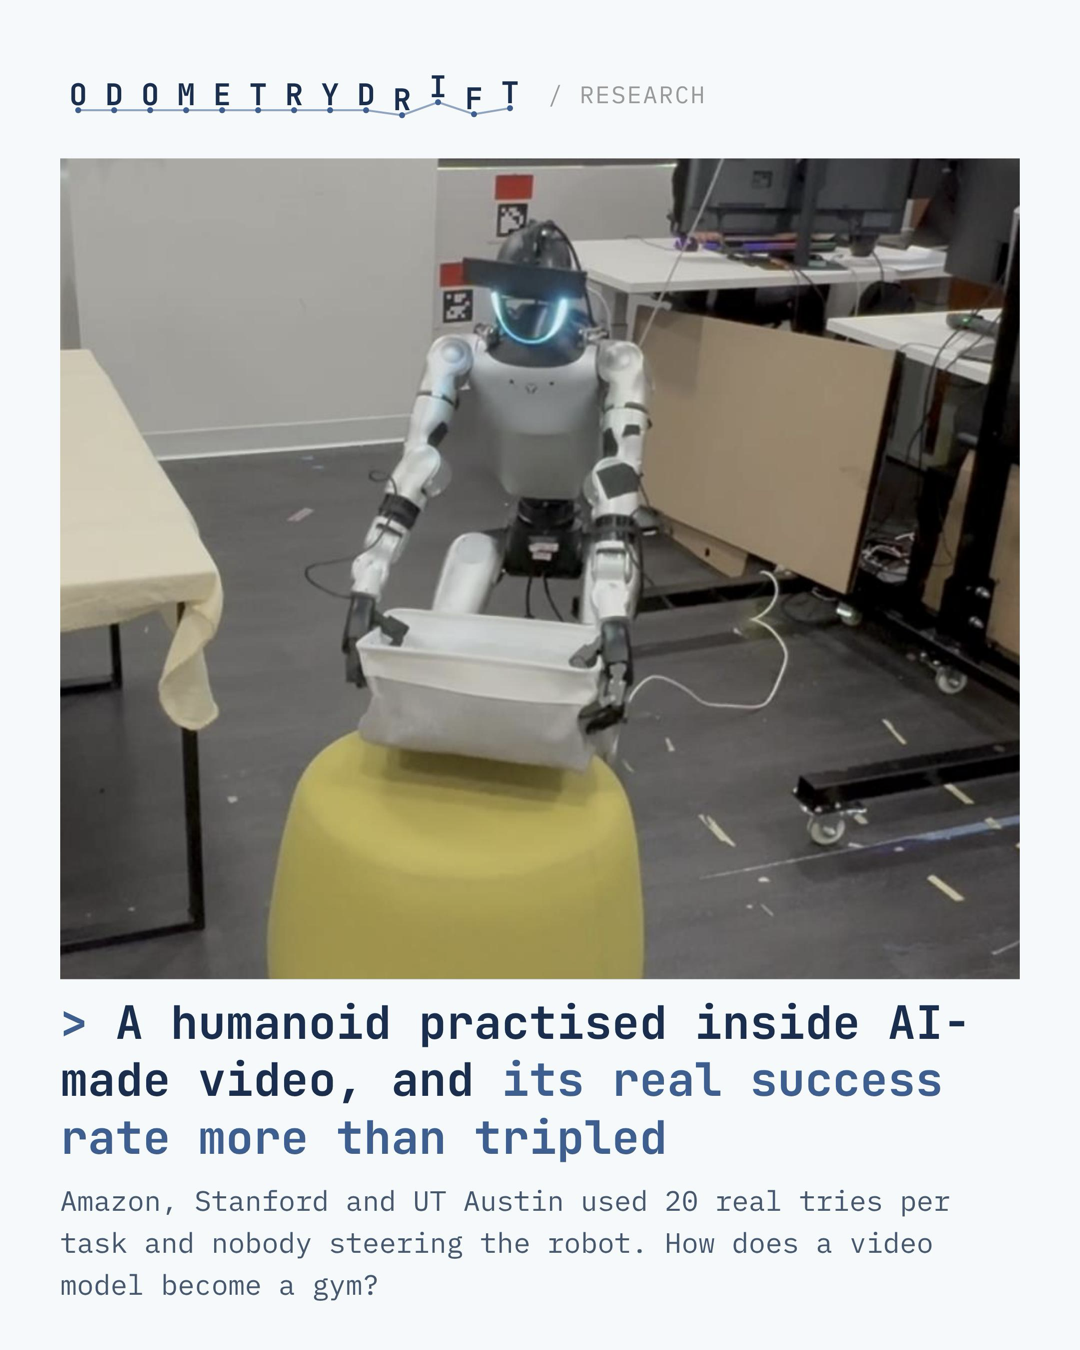 ODOMETRYDRIFT / RESEARCH
> A humanoid practised inside AI-
made video, and its real success
rate more than tripled
Amazon, Stanford and UT Austin used 20 real tries per
task and nobody steering the robot. How does a video
model become a gym?